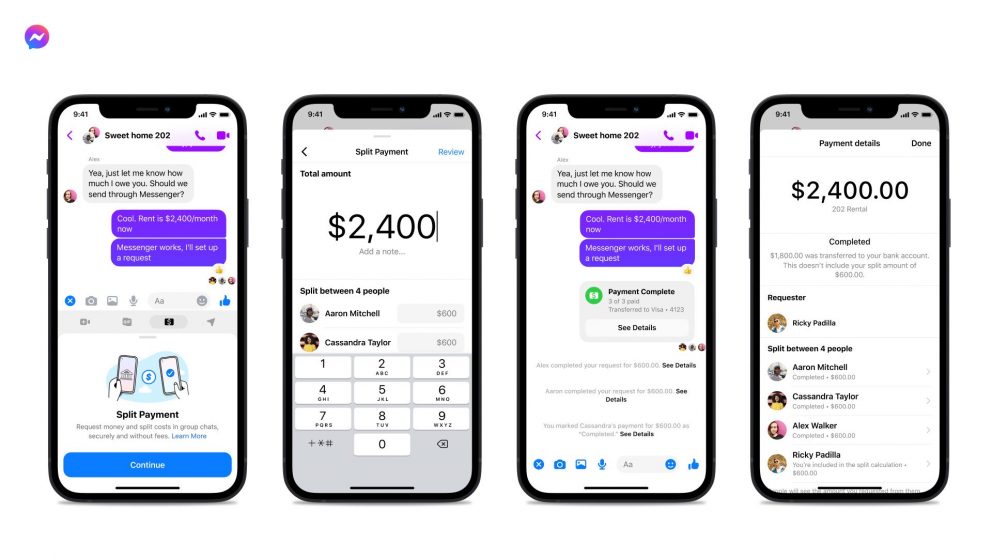 9:41
Sweet home 202
Alex
Yea, just let me know how
much I owe you. Should we
send through Messenger?
Cool. Rent is $2,400/month
now
Messenger works, I'll set up
a request
Aa
Split Payment
Request money and split costs in group chats,
securely and without fees. Learn More
Continue
9:41
Split Payment
Review
Total amount
$2,400
Add a note...
Split between 4 people
Aaron Mitchell
$600
Cassandra Taylor
$600
1
2
ABC
3
DEF
4
GHI
5
JKL
6
MNO
7
PQRS
8
TUV
9
WXYZ
+*#
0
9:41
Sweet home 202
Alex
Yea, just let me know how
much I owe you. Should we
send through Messenger?
Cool. Rent is $2,400/month
now
Messenger works, I'll set up
a request
Payment Complete
3 of 3 paid
Transferred to Visa • 4123
See Details
Alex completed your request for $600.00. See Details
Aaron completed your request for $600.00. See
Details
You marked Cassandra's payment for $600.00 as
"Completed." See Details
Aa
9:41
Payment details
Done
$2,400.00
202 Rental
Completed
$1,800.00 was transferred to your bank account.
This doesn't include your split amount of
$600.00.
Requester
Ricky Padilla
Split between 4 people
Aaron Mitchell
Completed • $600.00
Cassandra Taylor
Completed • $600.00
Alex Walker
Completed • $600.00
Ricky Padilla
You're included in the split calculation •
$600.00
will see the amount you requested from them